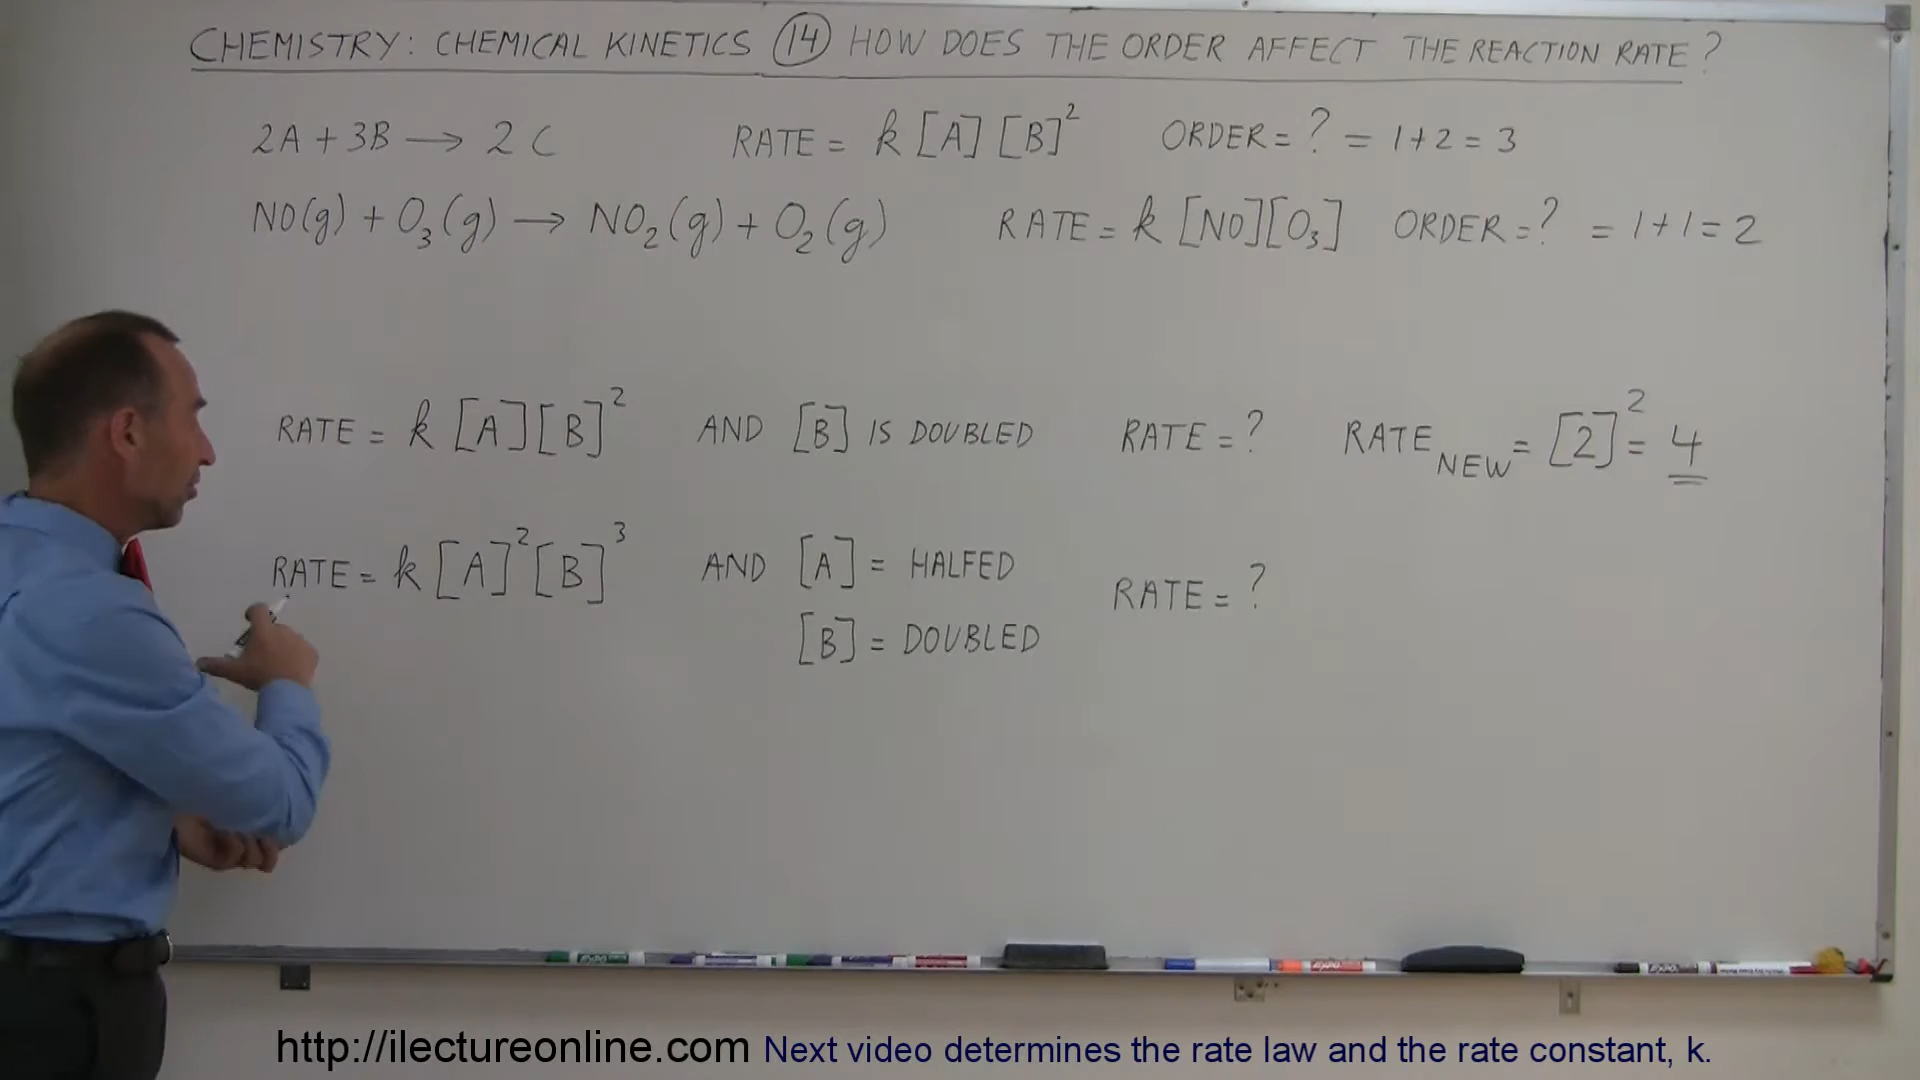 CHEMISTRY: CHEMICAL KINETICS 14 HOW DOES THE ORDER AFFECT THE REACTION RATE?
2A + 3B → 2C RATE = k [A] [B]² ORDER = ? = 1+2 = 3
NO(g) + O₃(g) → NO₂(g) + O₂(g) RATE = k [NO][O₃] ORDER = ? = 1+1 = 2
RATE = k [A][B]² AND [B] IS DOUBLED RATE = ? RATE NEW = [2]² = 4
RATE = k [A]² [B]³ AND [A] = HALFED RATE = ?
[B] = DOUBLED
http://ilectureonline.com Next video determines the rate law and the rate constant, k.